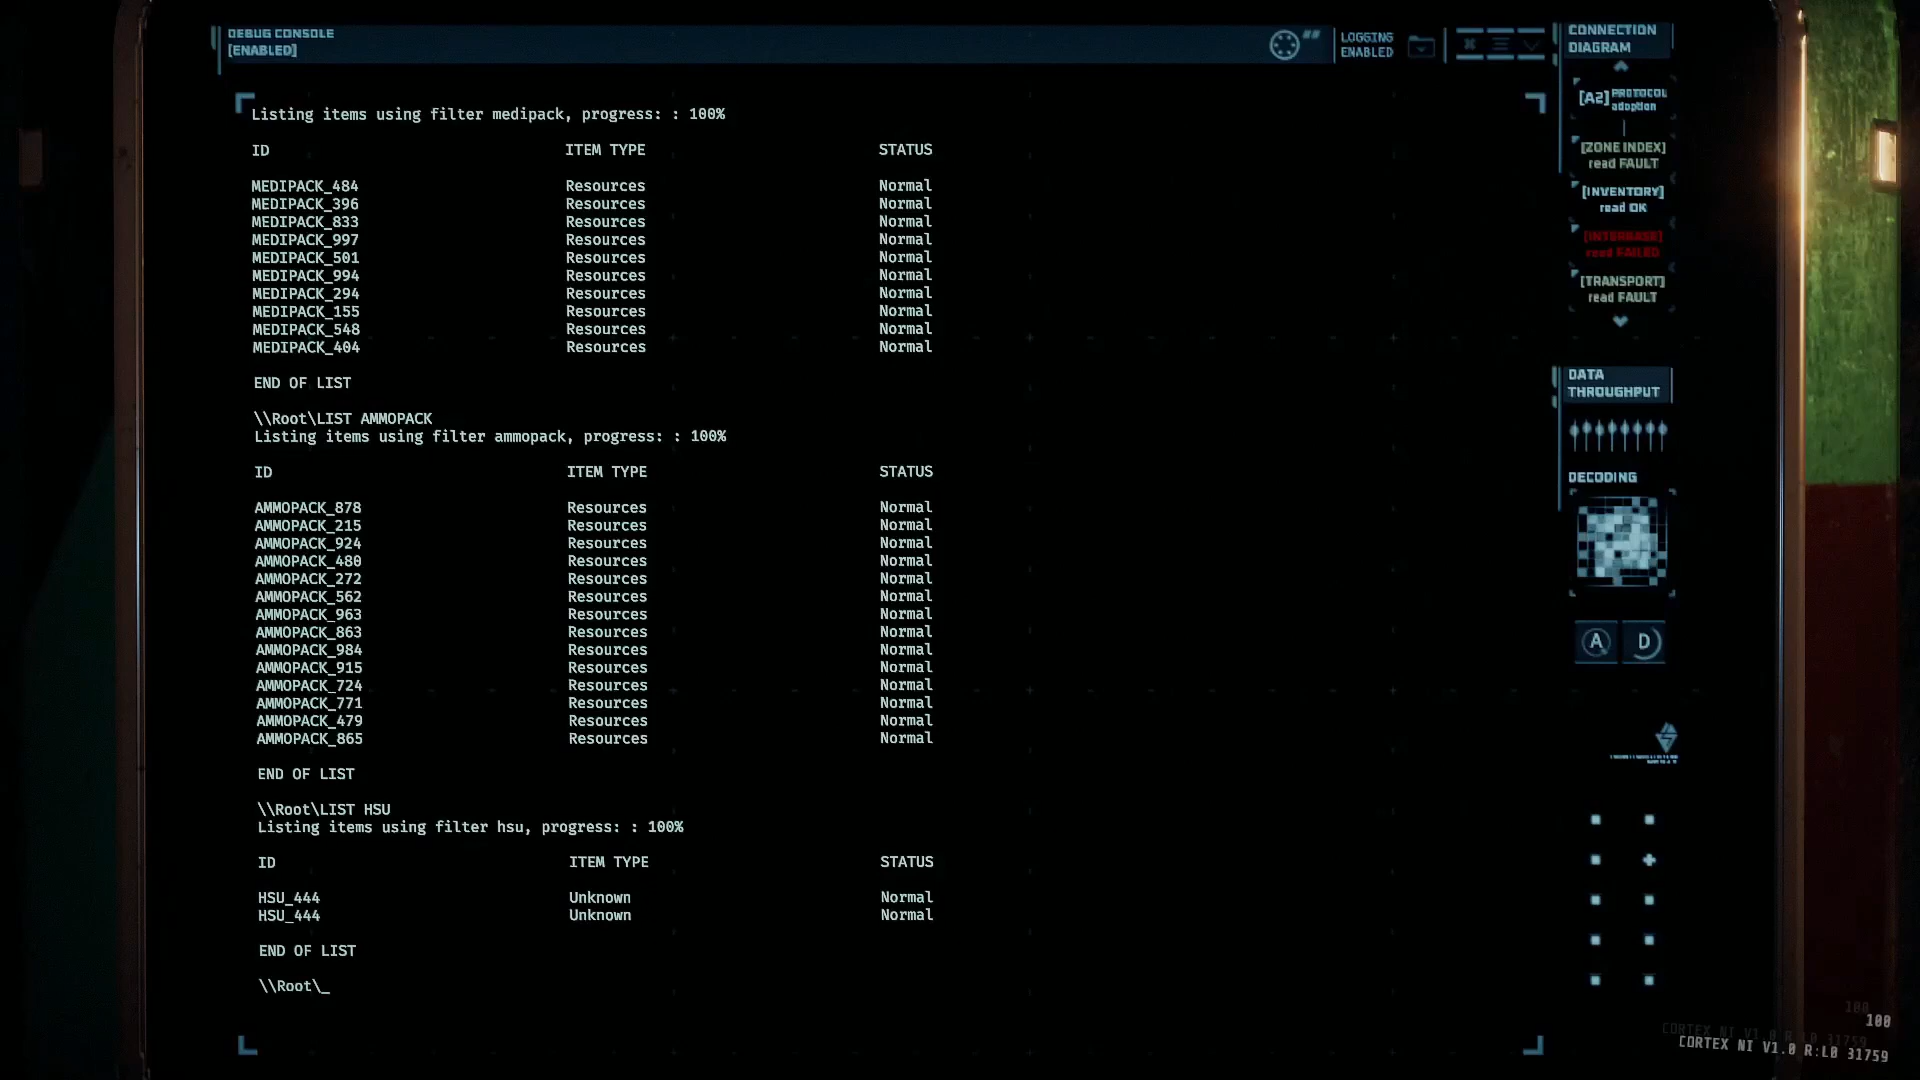 DEBUG CONSOLE
[ENABLED]
LOGGING
ENABLED
Listing items using filter medipack, progress: : 100%
ID ITEM TYPE STATUS
MEDIPACK_484 Resources Normal
MEDIPACK_396 Resources Normal
MEDIPACK_833 Resources Normal
MEDIPACK_997 Resources Normal
MEDIPACK_501 Resources Normal
MEDIPACK_994 Resources Normal
MEDIPACK_294 Resources Normal
MEDIPACK_155 Resources Normal
MEDIPACK_548 Resources Normal
MEDIPACK_404 Resources Normal
END OF LIST
\\Root\LIST AMMOPACK
Listing items using filter ammopack, progress: : 100%
ID ITEM TYPE STATUS
AMMOPACK_878 Resources Normal
AMMOPACK_215 Resources Normal
AMMOPACK_924 Resources Normal
AMMOPACK_480 Resources Normal
AMMOPACK_272 Resources Normal
AMMOPACK_562 Resources Normal
AMMOPACK_963 Resources Normal
AMMOPACK_863 Resources Normal
AMMOPACK_984 Resources Normal
AMMOPACK_915 Resources Normal
AMMOPACK_724 Resources Normal
AMMOPACK_771 Resources Normal
AMMOPACK_479 Resources Normal
AMMOPACK_865 Resources Normal
END OF LIST
\\Root\LIST HSU
Listing items using filter hsu, progress: : 100%
ID ITEM TYPE STATUS
HSU_444 Unknown Normal
HSU_444 Unknown Normal
END OF LIST
\\Root\_
CONNECTION
DIAGRAM
[A2] PROTOCOL
adoption
[ZONE INDEX]
read FAULT
[INVENTORY]
read OK
[INTERBASE]
read FAILED
[TRANSPORT]
read FAULT
DATA
THROUGHPUT
DECODING
A D
100
CORTEX NI V1.0 R:L0 31759